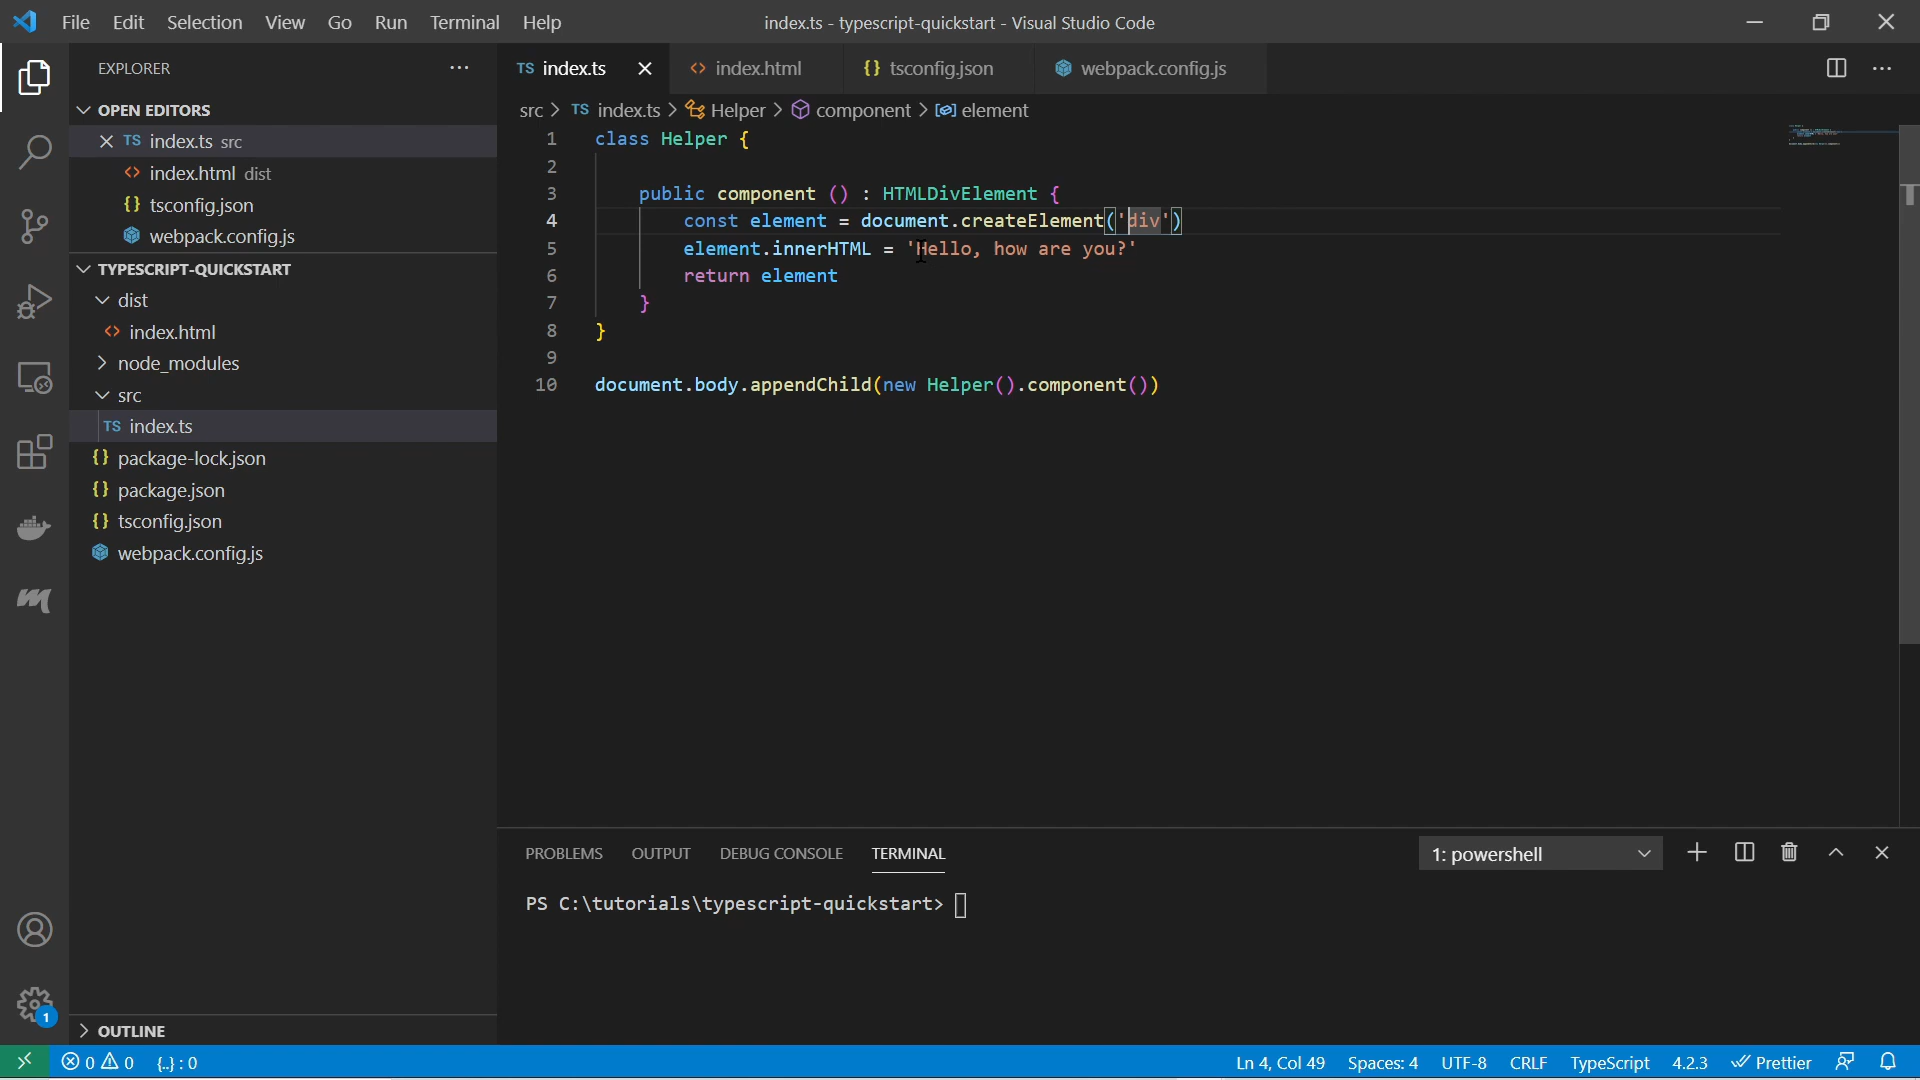 File Edit Selection View Go Run Terminal Help
index.ts - typescript-quickstart - Visual Studio Code
EXPLORER
OPEN EDITORS
TS index.ts src
<> index.html dist
{} tsconfig.json
webpack.config.js
TYPESCRIPT-QUICKSTART
dist
<> index.html
node_modules
src
TS index.ts
{} package-lock.json
{} package.json
{} tsconfig.json
webpack.config.js
OUTLINE
1
TS index.ts
<> index.html
{} tsconfig.json
webpack.config.js
src > TS index.ts > Helper > component > element
1 class Helper {
2
3 public component () : HTMLDivElement {
4 const element = document.createElement('div')
5 element.innerHTML = 'Hello, how are you?'
6 return element
7 }
8 }
9
10 document.body.appendChild(new Helper().component())
PROBLEMS OUTPUT DEBUG CONSOLE TERMINAL
1: powershell
PS C:\tutorials\typescript-quickstart>
0 0 {..} : 0
Ln 4, Col 49 Spaces: 4 UTF-8 CRLF TypeScript 4.2.3 Prettier